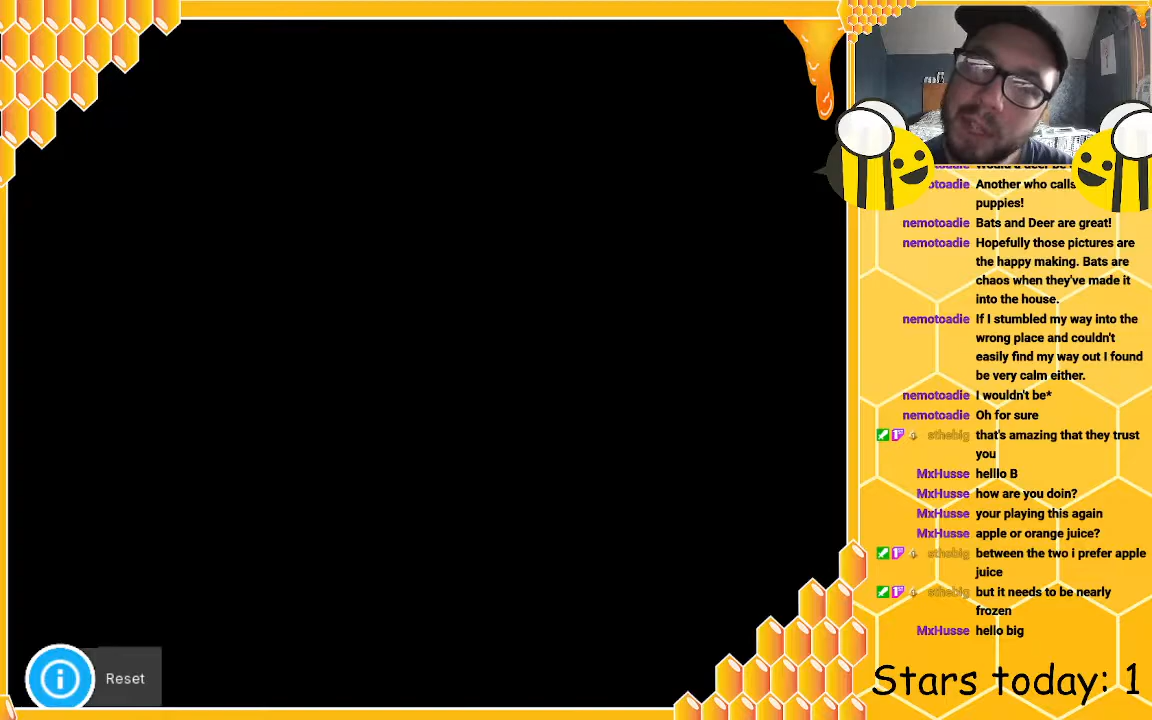 Another who calls
puppies!
nemotoadie Bats and Deer are great!
nemotoadie Hopefully those pictures are
the happy making. Bats are
chaos when they've made it
into the house.
nemotoadie If I stumbled my way into the
wrong place and couldn't
easily find my way out I found
be very calm either.
nemotoadie I wouldn't be*
nemotoadie Oh for sure
sthebig that's amazing that they trust
you
MxHusse helllo B
MxHusse how are you doin?
MxHusse your playing this again
MxHusse apple or orange juice?
sthebig between the two i prefer apple
juice
sthebig but it needs to be nearly
frozen
MxHusse hello big
Stars today: 1
Reset